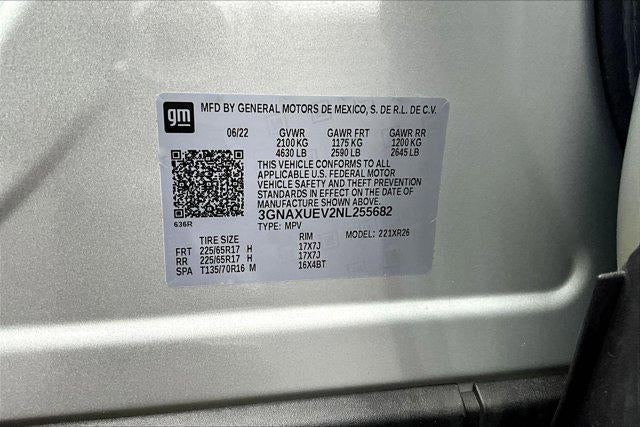 gm MFD BY GENERAL MOTORS DE MEXICO, S. DE R.L. DE C.V.
06/22 GVWR GAWR FRT GAWR RR
2100 KG 1175 KG 1200 KG
4630 LB 2590 LB 2645 LB
THIS VEHICLE CONFORMS TO ALL
APPLICABLE U.S. FEDERAL MOTOR
VEHICLE SAFETY AND THEFT PREVENTION
STANDARDS IN EFFECT ON THE DATE OF
MANUFACTURE SHOWN ABOVE.
3GNAXUEV2NL255682
636R TYPE: MPV MODEL: 221XR26
TIRE SIZE RIM
FRT 225/65R17 H 17X7J
RR 225/65R17 H 17X7J
SPA T135/70R16 M 16X4BT